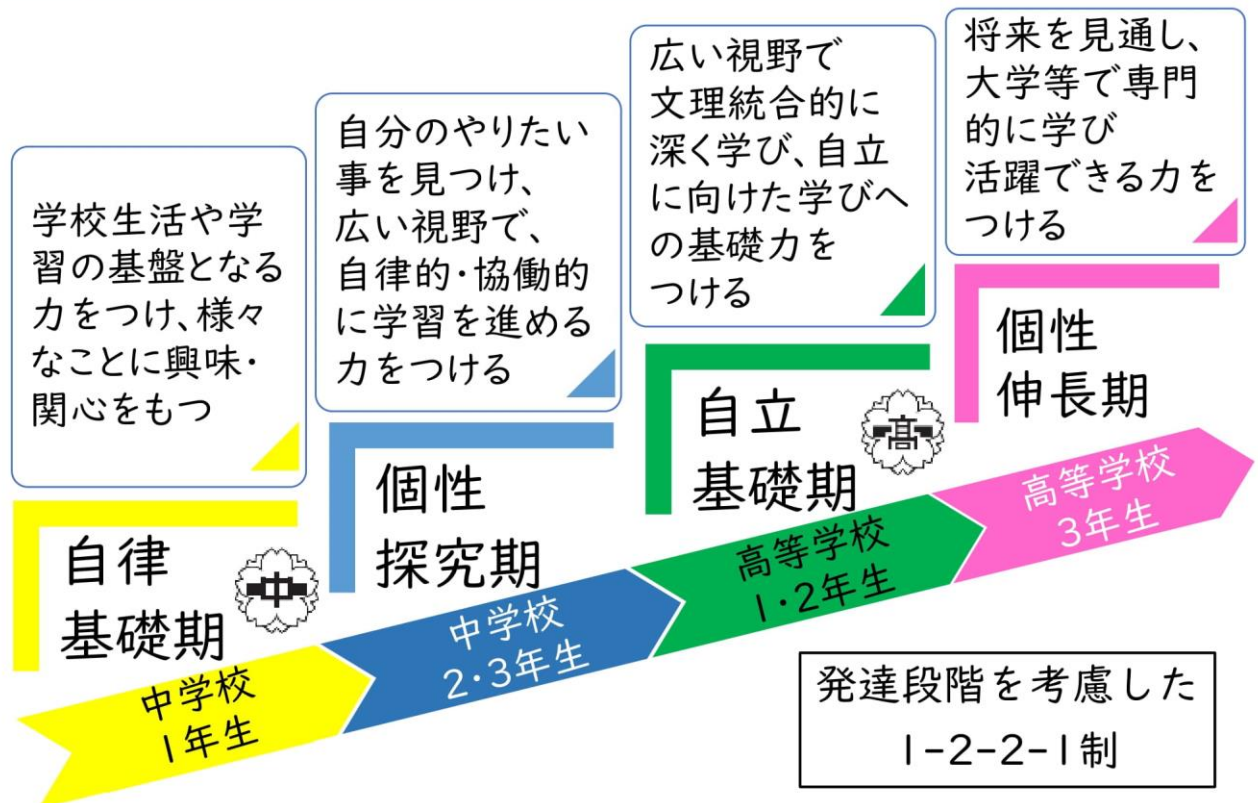 学校生活や学
習の基盤となる
力をつけ、様々
なことに興味・
関心をもつ
自律
基礎期
中
中学校
1年生
自分のやりたい
事を見つけ、
広い視野で、
自律的・協働的
に学習を進める
力をつける
個性
探究期
中学校
2・3年生
広い視野で
文理統合的に
深く学び、自立
に向けた学びへ
の基礎力を
つける
自立
基礎期
高
高等学校
1・2年生
将来を見通し、
大学等で専門
的に学び
活躍できる力を
つける
個性
伸長期
高等学校
3年生
発達段階を考慮した
1-2-2-1制